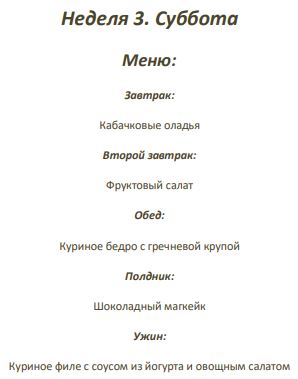 Неделя 3. Суббота
Меню:
Завтрак:
Кабачковые оладья
Второй завтрак:
Фруктовый салат
Обед:
Куриное бедро с гречневой крупой
Полдник:
Шоколадный магкейк
Ужин:
Куриное филе с соусом из йогурта и овощным салатом